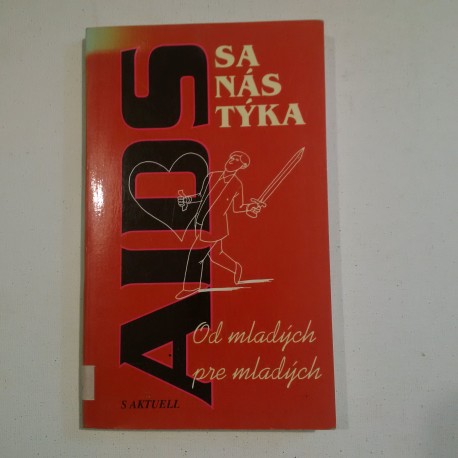 AIDS
SA
NÁS
TÝKA
Od mladých
pre mladých
S AKTUELL